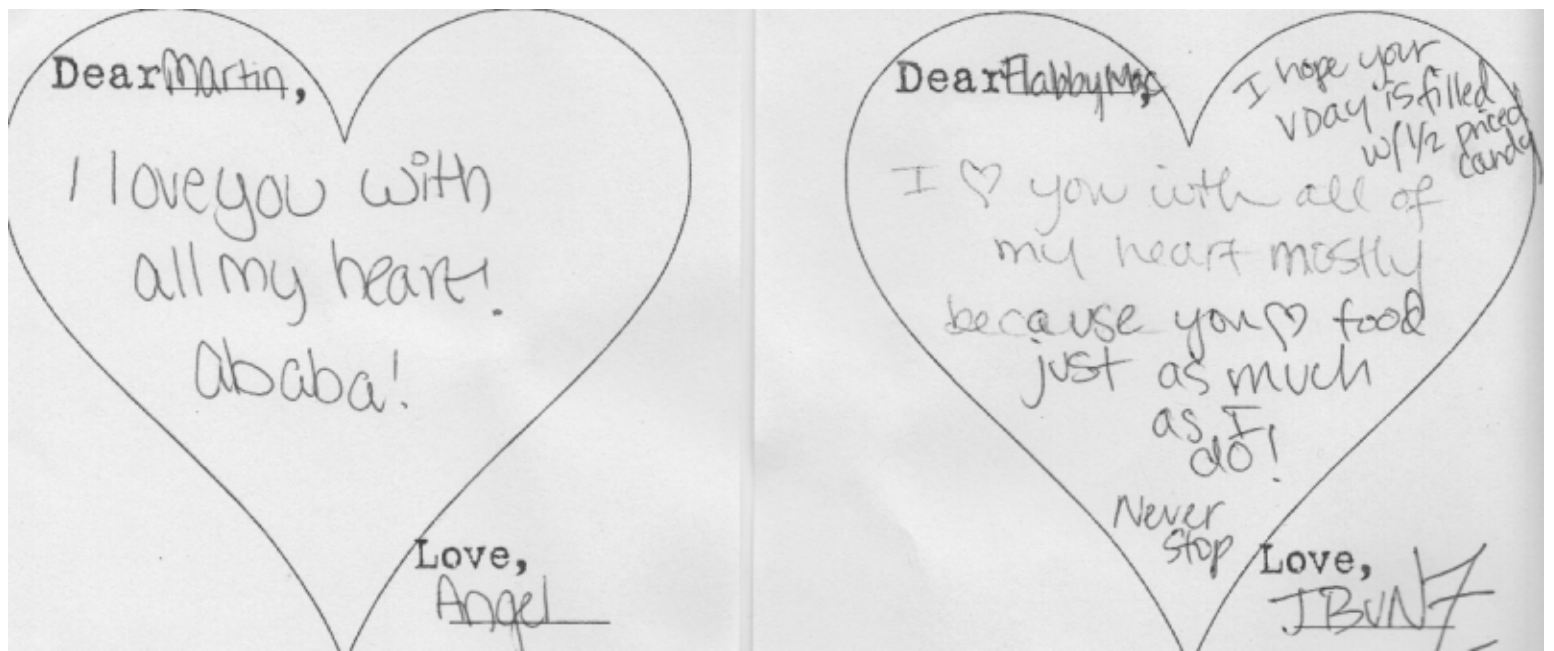 Dear Martin,
I love you with
all my heart!
ababa!
Love,
Angel
Dear FlabbyMac,
I hope your
V Day is filled
w/ 1/2 priced
candy
I ♡ you with all of
my heart mostly
because you ♡ food
just as much
as I
do!
Never
Stop
Love,
JBUNZ